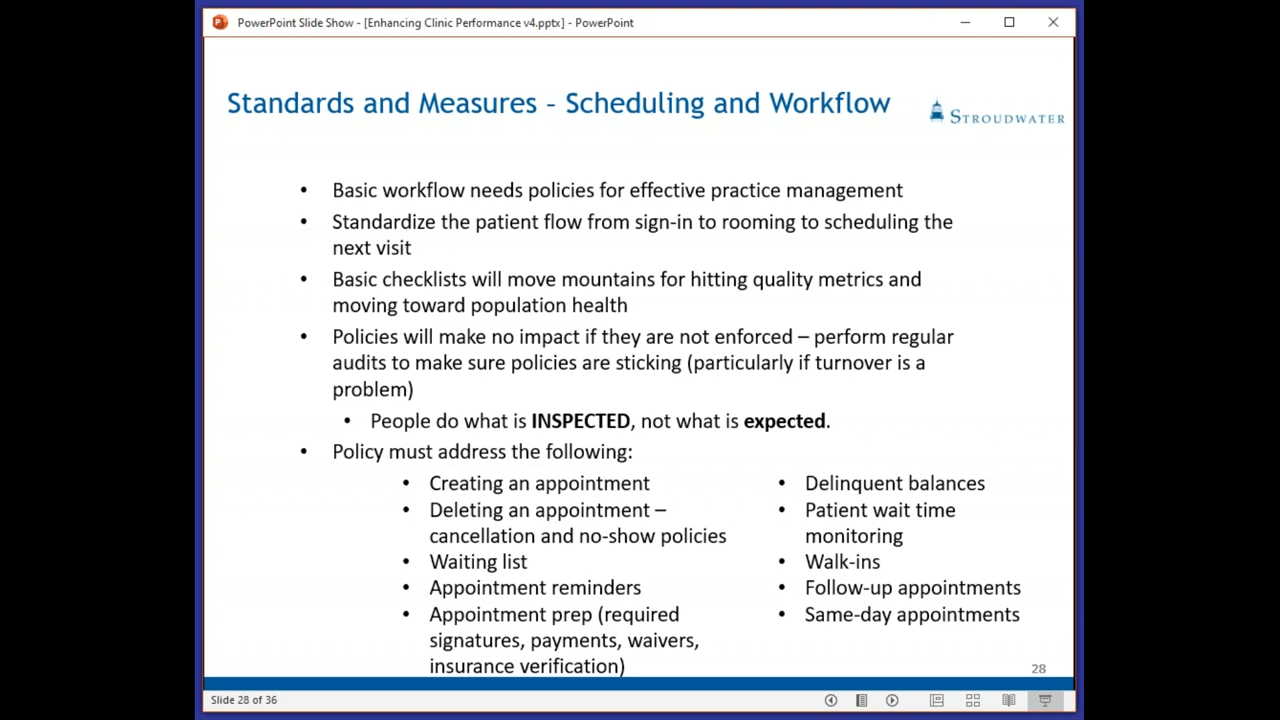 PowerPoint Slide Show - [Enhancing Clinic Performance v4.pptx] - PowerPoint
Standards and Measures - Scheduling and Workflow
STROUDWATER
• Basic workflow needs policies for effective practice management
• Standardize the patient flow from sign-in to rooming to scheduling the
next visit
• Basic checklists will move mountains for hitting quality metrics and
moving toward population health
• Policies will make no impact if they are not enforced – perform regular
audits to make sure policies are sticking (particularly if turnover is a
problem)
• People do what is INSPECTED, not what is expected.
• Policy must address the following:
• Creating an appointment
• Deleting an appointment –
cancellation and no-show policies
• Waiting list
• Appointment reminders
• Appointment prep (required
signatures, payments, waivers,
insurance verification)
• Delinquent balances
• Patient wait time
monitoring
• Walk-ins
• Follow-up appointments
• Same-day appointments
28
Slide 28 of 36